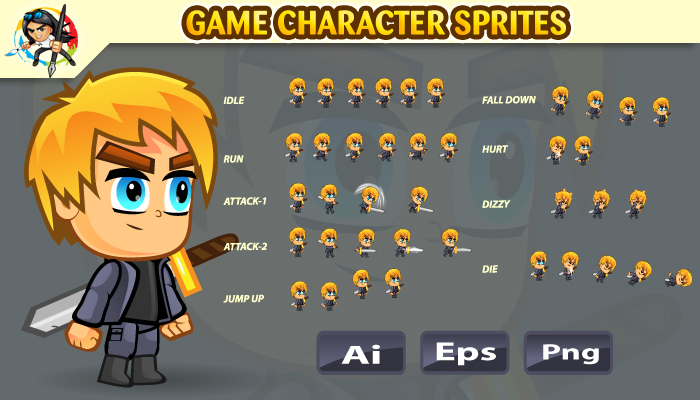 GAME CHARACTER SPRITES
IDLE
RUN
ATTACK-1
ATTACK-2
JUMP UP
FALL DOWN
HURT
DIZZY
DIE
Ai
Eps
Png